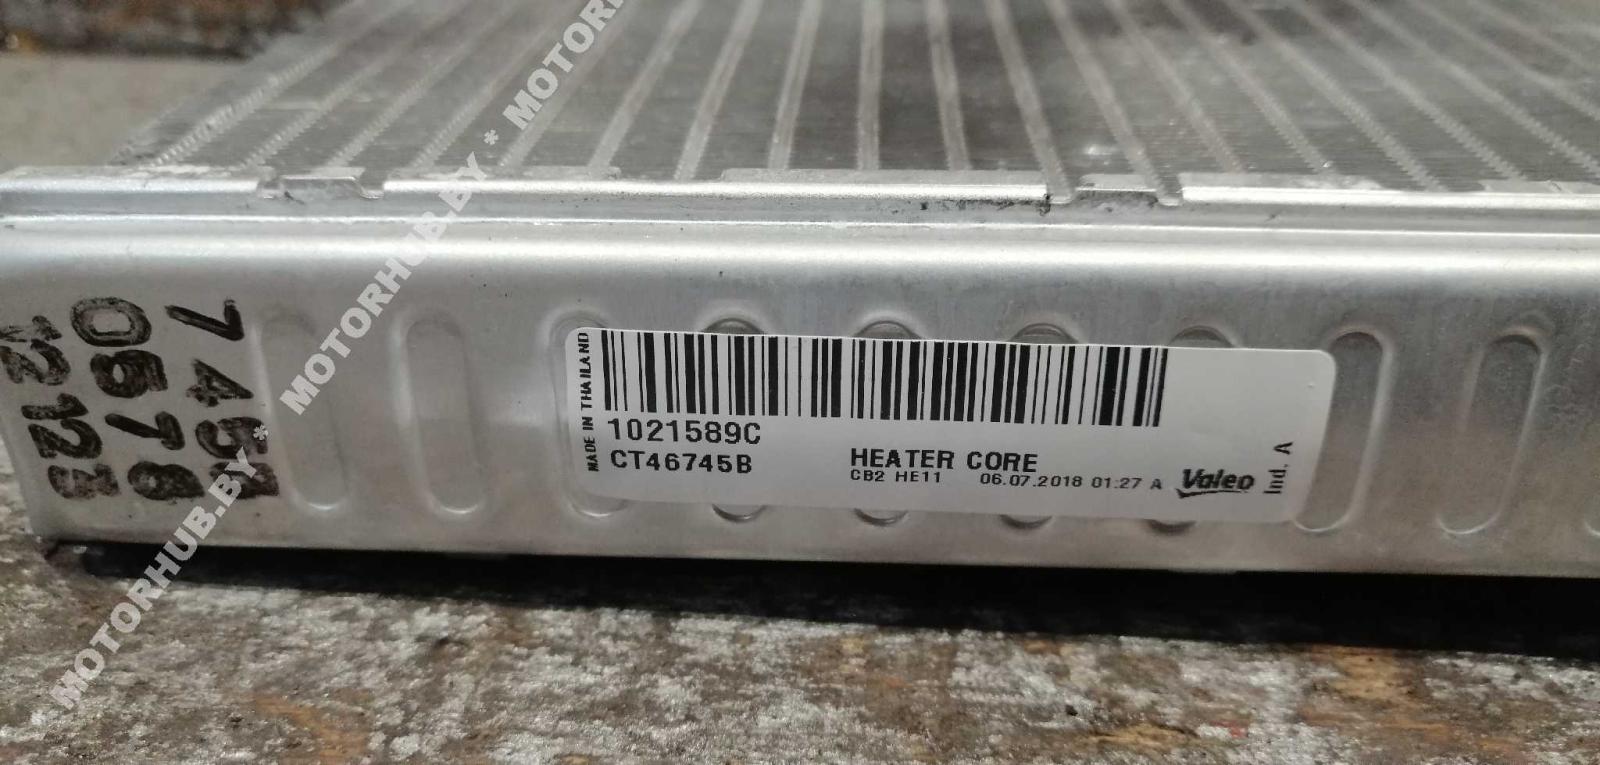 MADE IN THAILAND
1021589C
CT46745B
HEATER CORE
CB2 HE11 06.07.2018 01:27 A
Valeo
Ind. A
12123
* MOTORHUB.BY * MOTORHUB.BY * MOTORHUB.BY